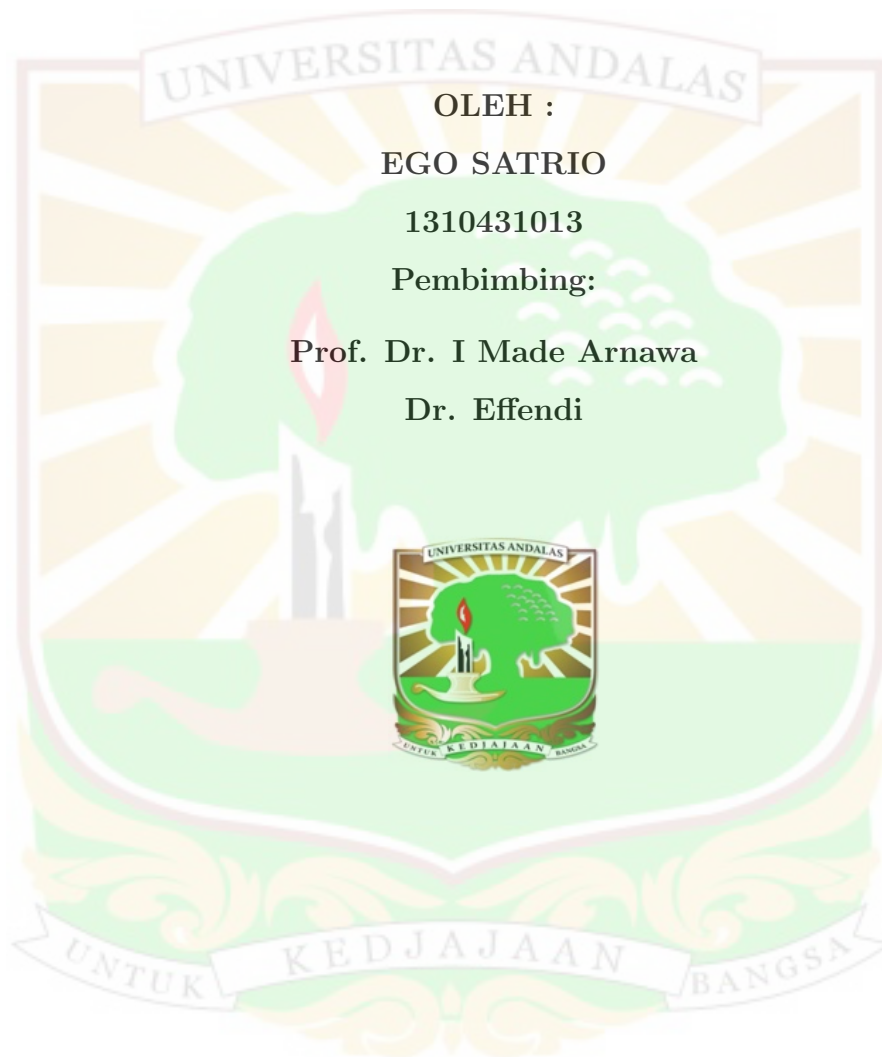 UNIVERSITAS ANDALAS
OLEH :
EGO SATRIO
1310431013
Pembimbing:
Prof. Dr. I Made Arnawa
Dr. Effendi
UNIVERSITAS ANDALAS
UNTUK KEDJAJAAN BANGSA
UNTUK KEDJAJAAN BANGSA